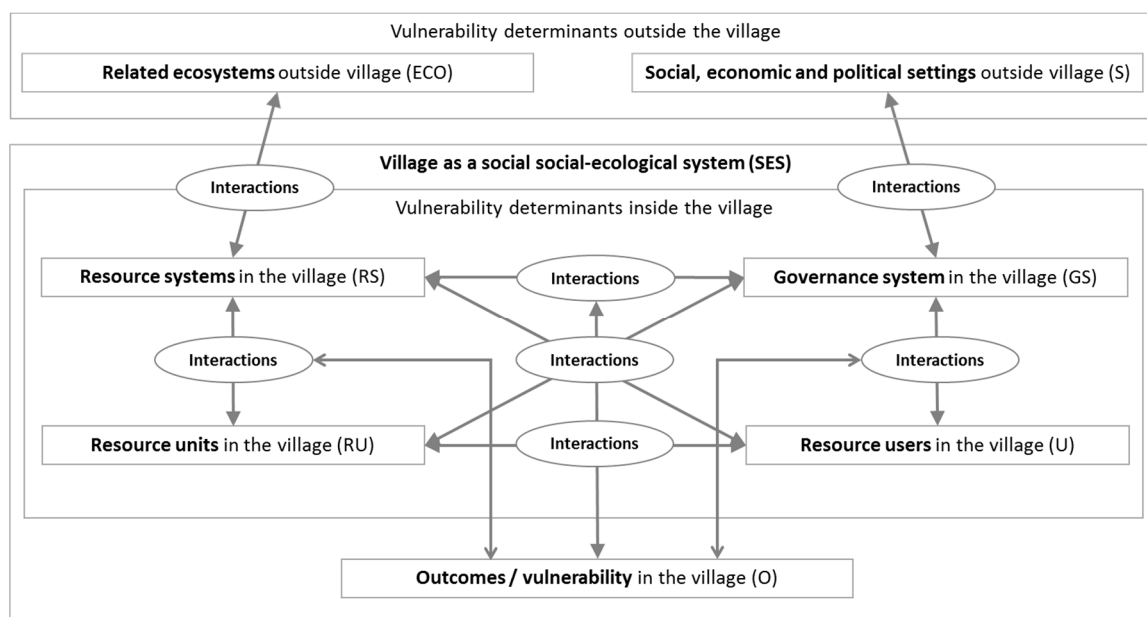 Vulnerability determinants outside the village
Related ecosystems outside village (ECO)
Social, economic and political settings outside village (S)
Village as a social social-ecological system (SES)
Interactions
Interactions
Vulnerability determinants inside the village
Resource systems in the village (RS)
Interactions
Governance system in the village (GS)
Interactions
Interactions
Interactions
Resource units in the village (RU)
Interactions
Resource users in the village (U)
Outcomes / vulnerability in the village (O)